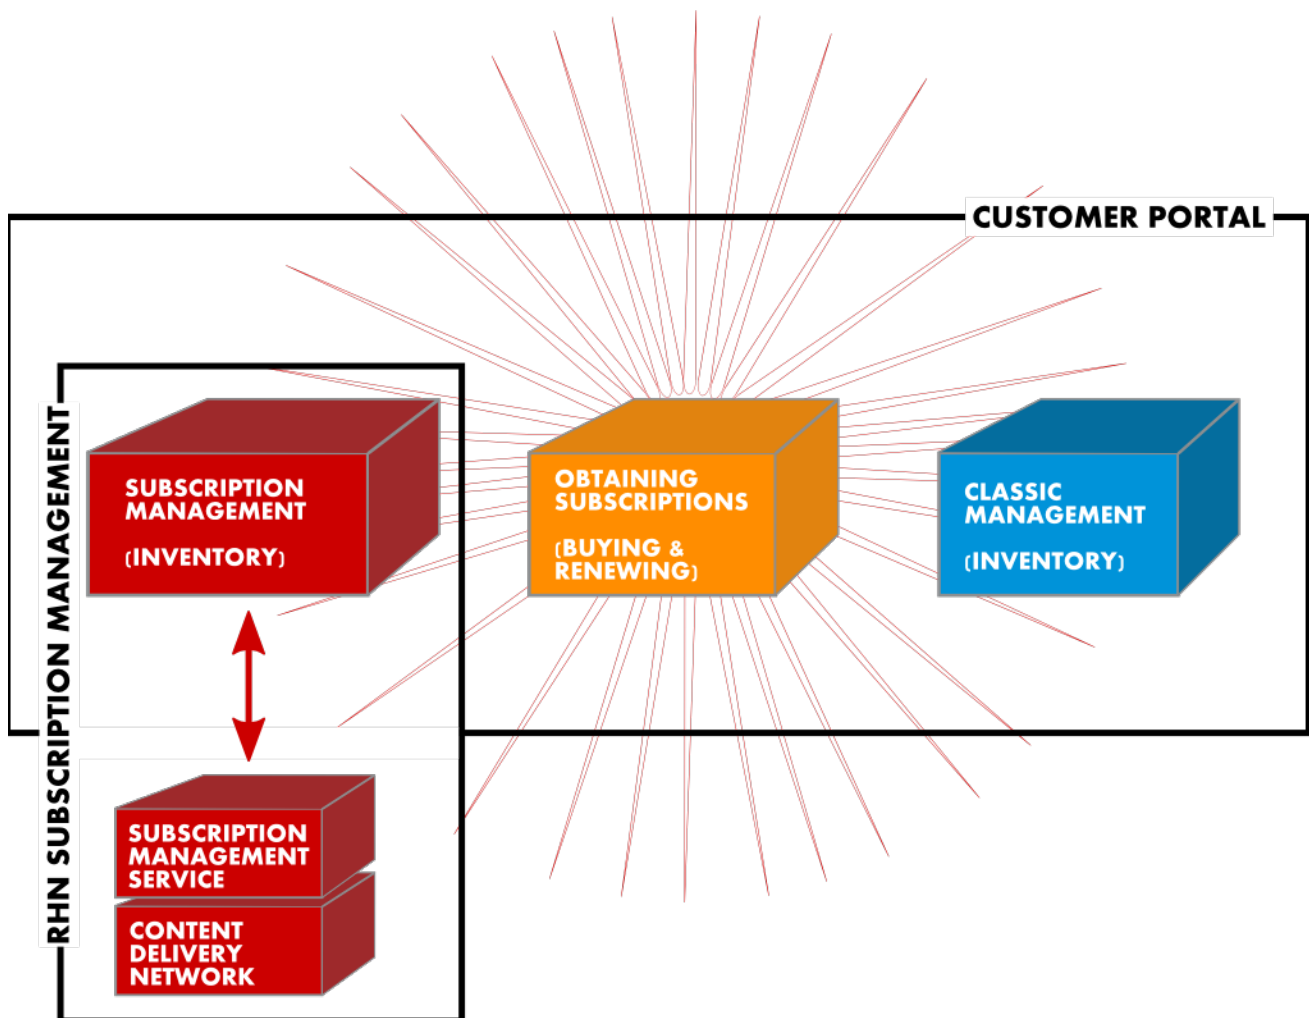 CUSTOMER PORTAL
RHN SUBSCRIPTION MANAGEMENT
SUBSCRIPTION
MANAGEMENT
(INVENTORY)
OBTAINING
SUBSCRIPTIONS
(BUYING &
RENEWING)
CLASSIC
MANAGEMENT
(INVENTORY)
SUBSCRIPTION
MANAGEMENT
SERVICE
CONTENT
DELIVERY
NETWORK